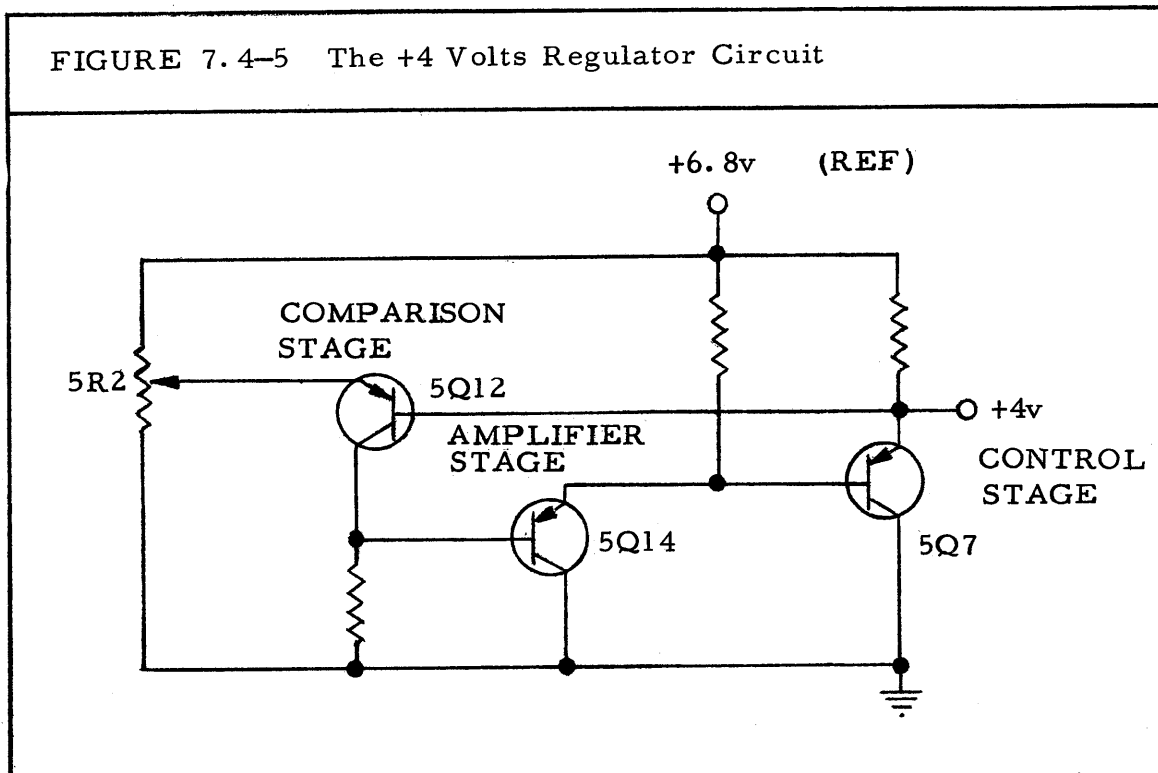 FIGURE 7.4-5 The +4 Volts Regulator Circuit
+6.8v (REF)
COMPARISON
STAGE
5R2
5Q12
+4v
AMPLIFIER
STAGE
CONTROL
STAGE
5Q14
5Q7